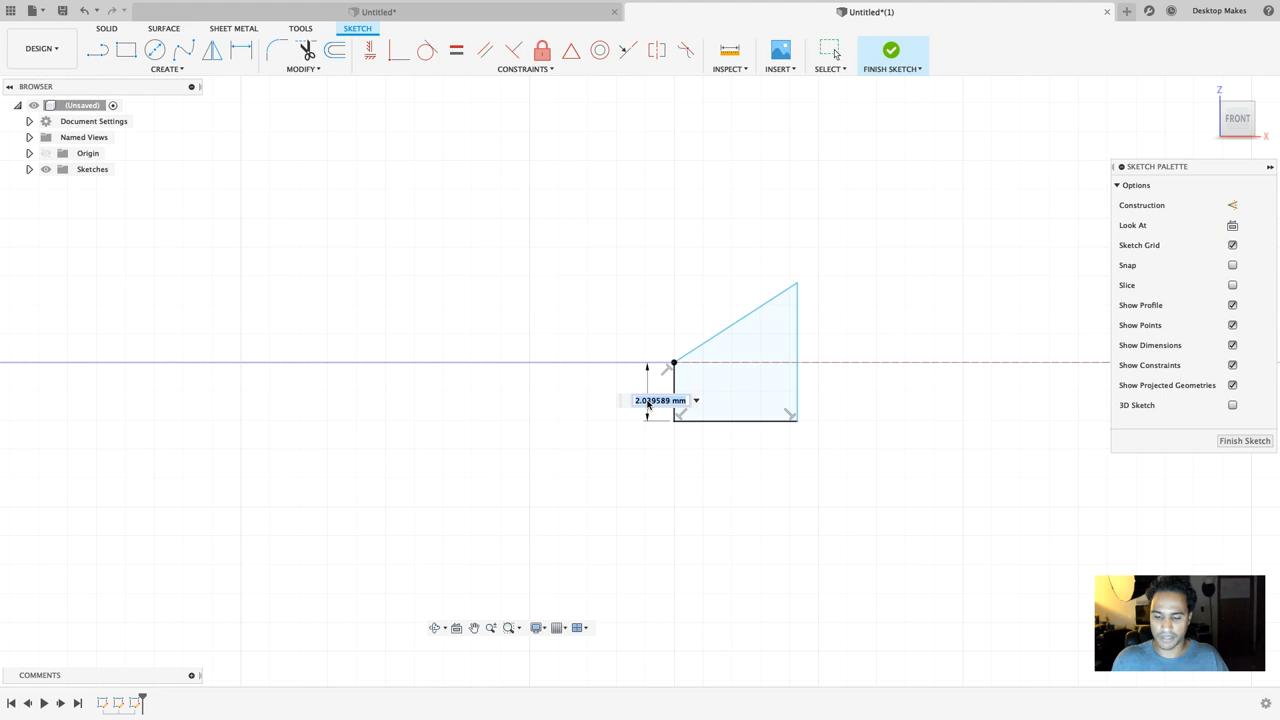 Untitled*
Untitled*(1)
Desktop Makes
SOLID
SURFACE
SHEET METAL
TOOLS
SKETCH
DESIGN
CREATE
MODIFY
CONSTRAINTS
INSPECT
INSERT
SELECT
FINISH SKETCH
BROWSER
(Unsaved)
Document Settings
Named Views
Origin
Sketches
Z
FRONT
X
SKETCH PALETTE
Options
Construction
Look At
Sketch Grid
Snap
Slice
Show Profile
Show Points
Show Dimensions
Show Constraints
Show Projected Geometries
3D Sketch
Finish Sketch
2.039589 mm
COMMENTS